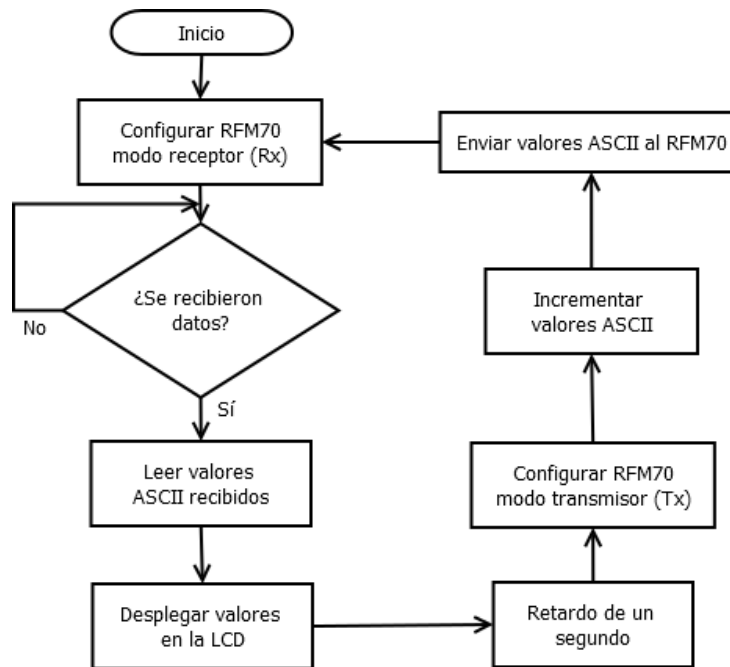 Inicio
Configurar RFM70
modo receptor (Rx)
¿Se recibieron
datos?
No
Sí
Leer valores
ASCII recibidos
Desplegar valores
en la LCD
Retardo de un
segundo
Configurar RFM70
modo transmisor (Tx)
Incrementar
valores ASCII
Enviar valores ASCII al RFM70